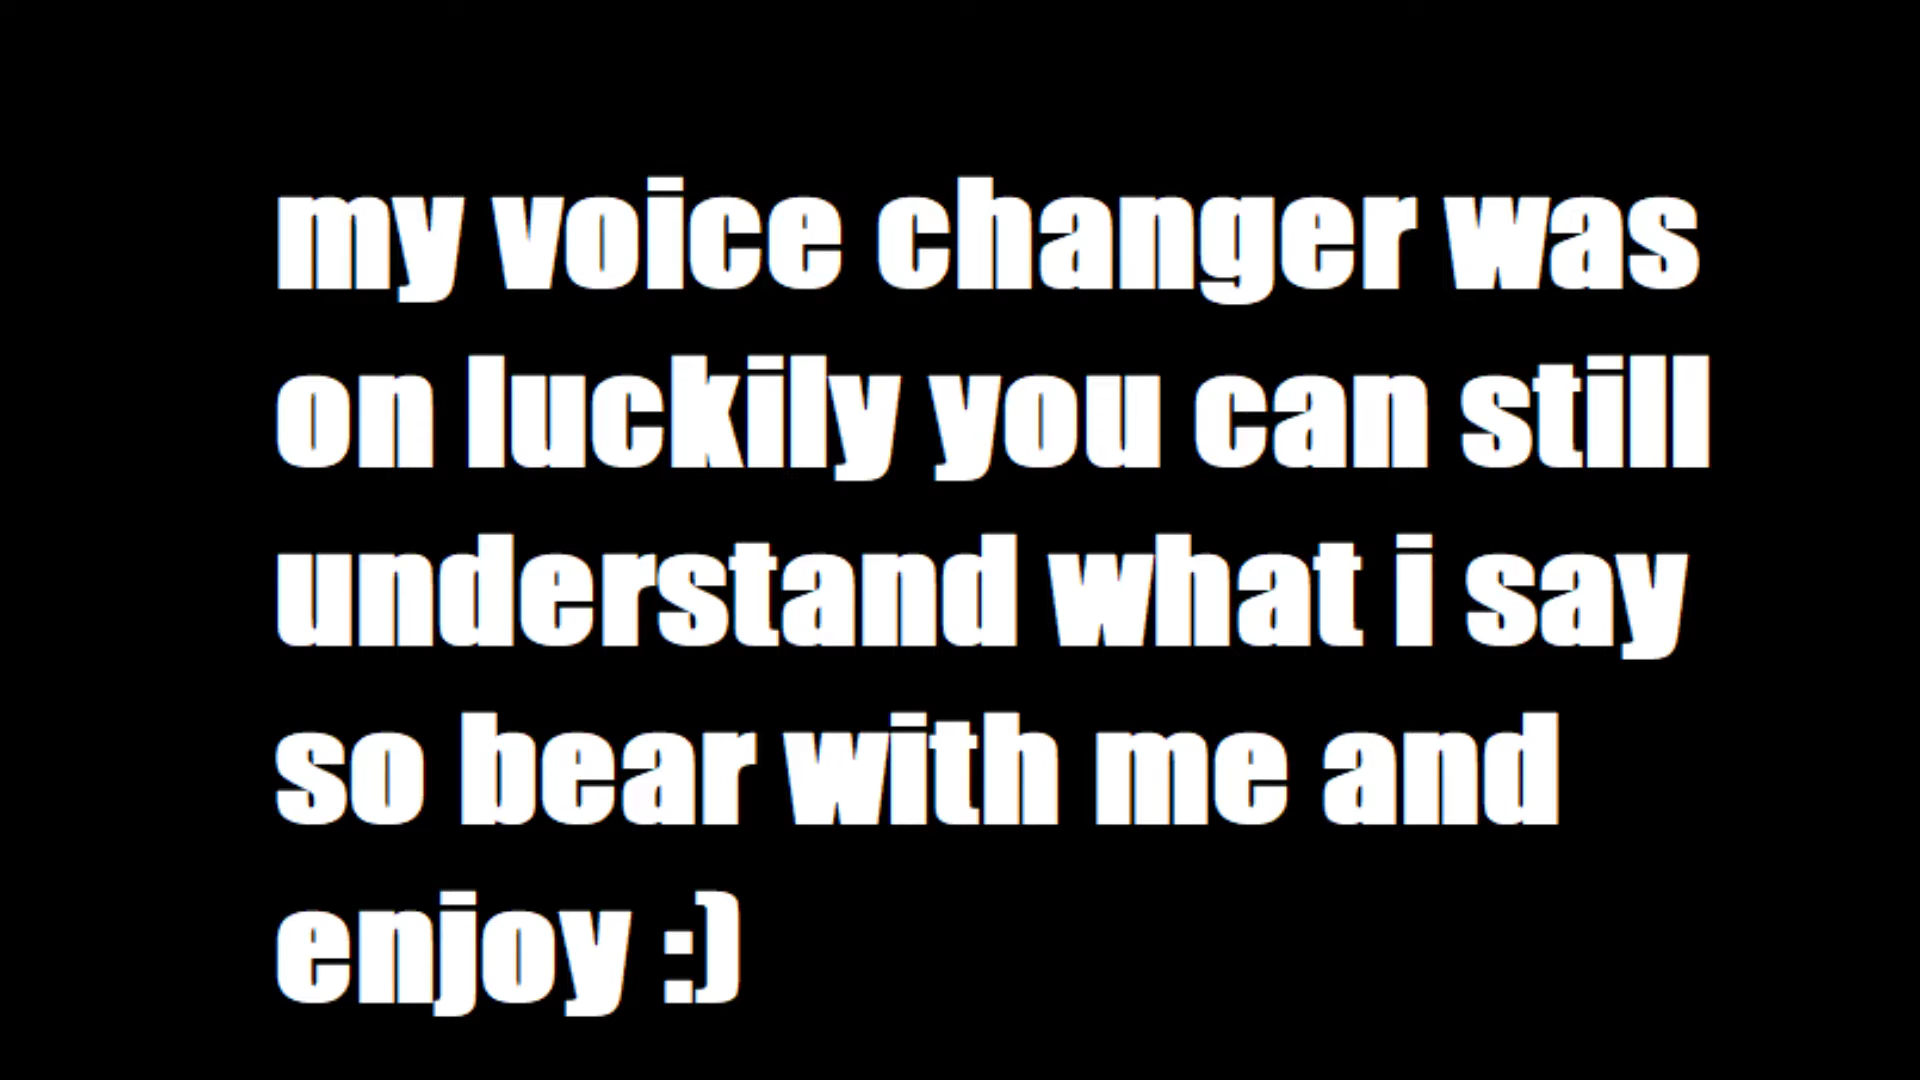 my voice changer was
on luckily you can still
understand what i say
so bear with me and
enjoy :)